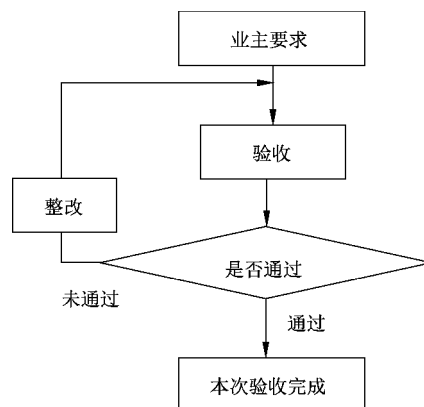 业主要求
验收
整改
是否通过
未通过
通过
本次验收完成